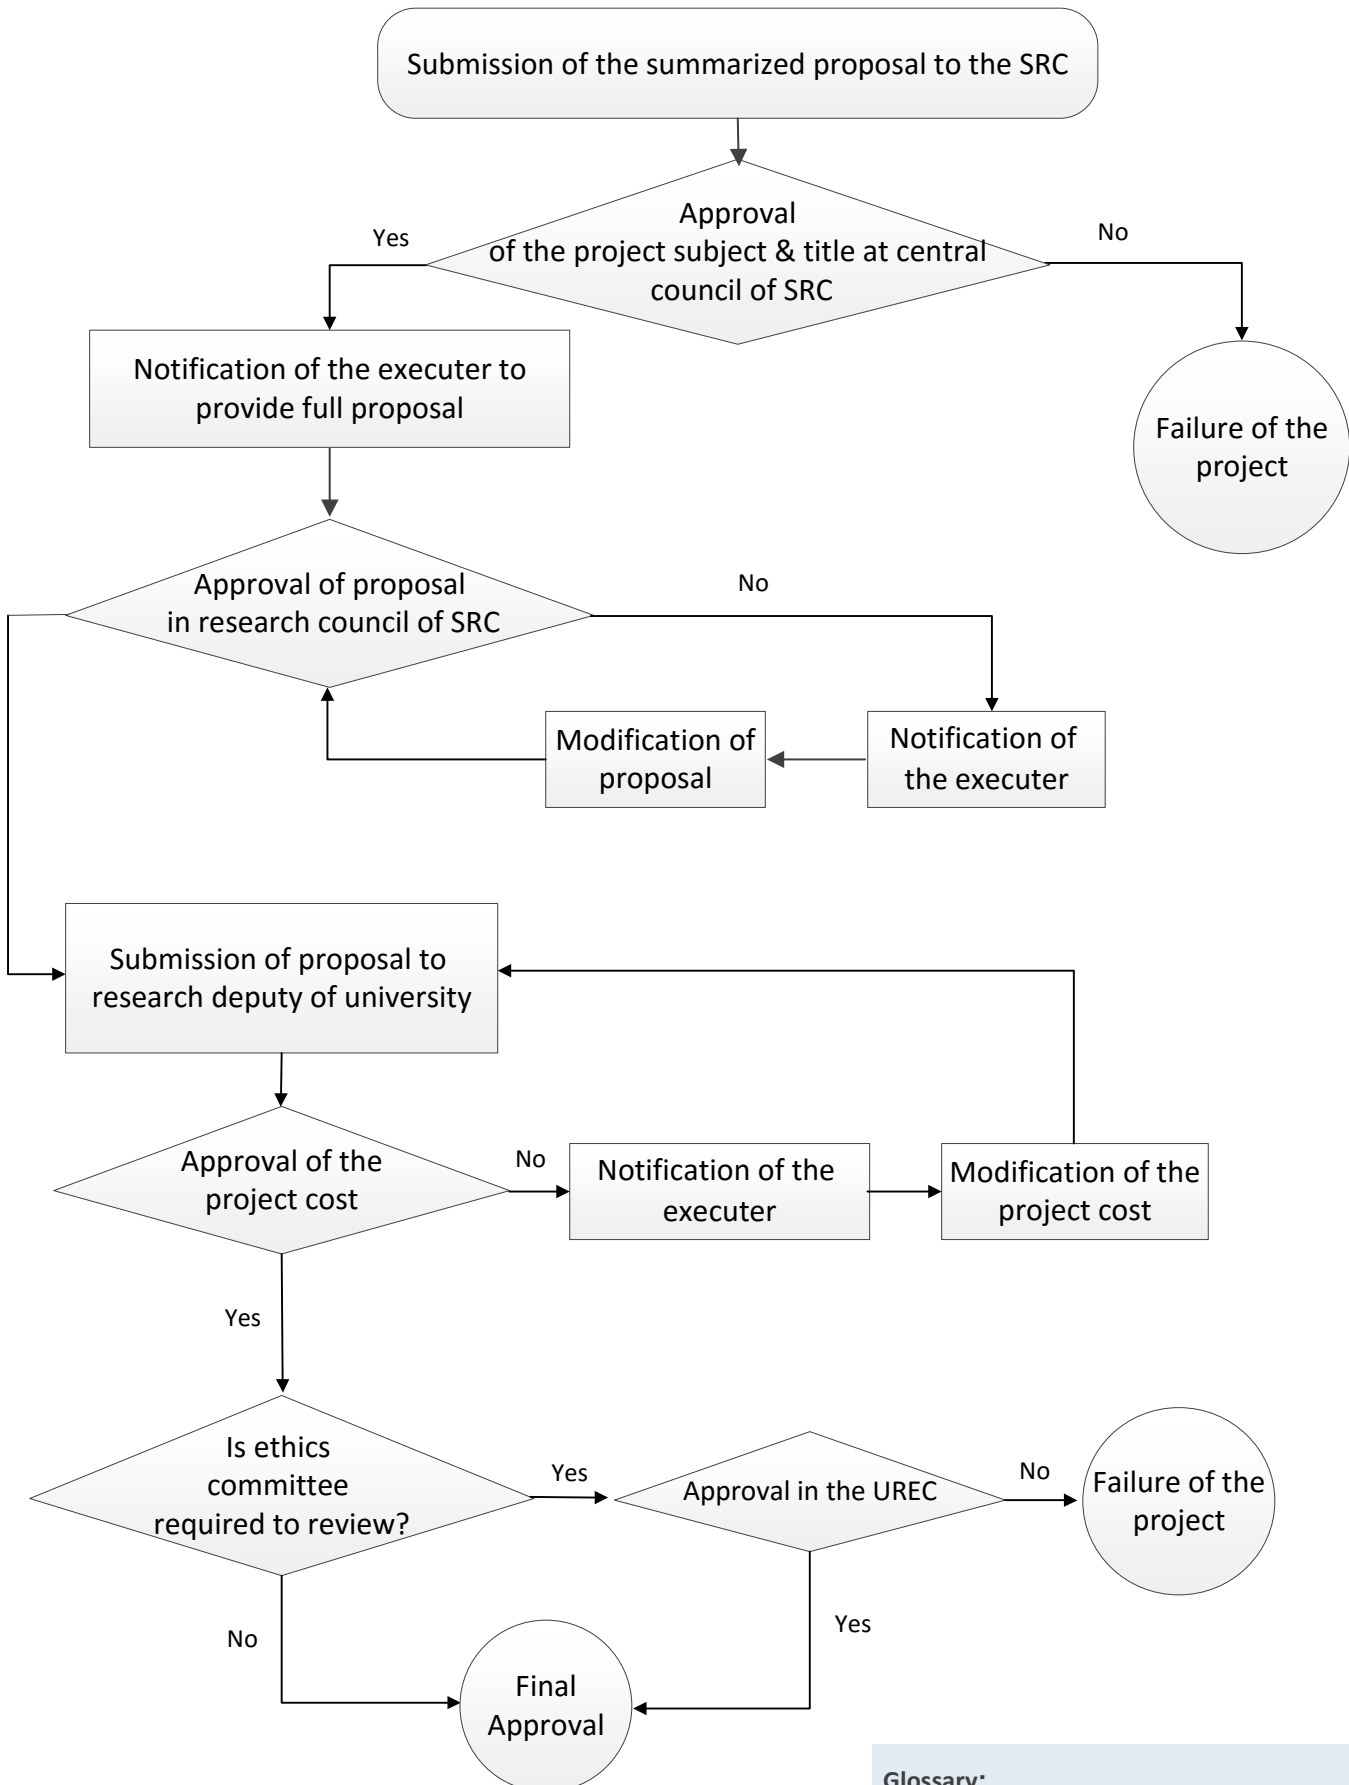 Submission of the summarized proposal to the SRC
Approval
of the project subject & title at central
council of SRC
Yes
No
Notification of the executer to
provide full proposal
Failure of the
project
Approval of proposal
in research council of SRC
No
Modification of
proposal
Notification of
the executer
Submission of proposal to
research deputy of university
Approval of the
project cost
No
Notification of the
executer
Modification of the
project cost
Yes
Is ethics
committee
required to review?
Yes
Approval in the UREC
No
Failure of the
project
No
Yes
Final
Approval
Glossary: